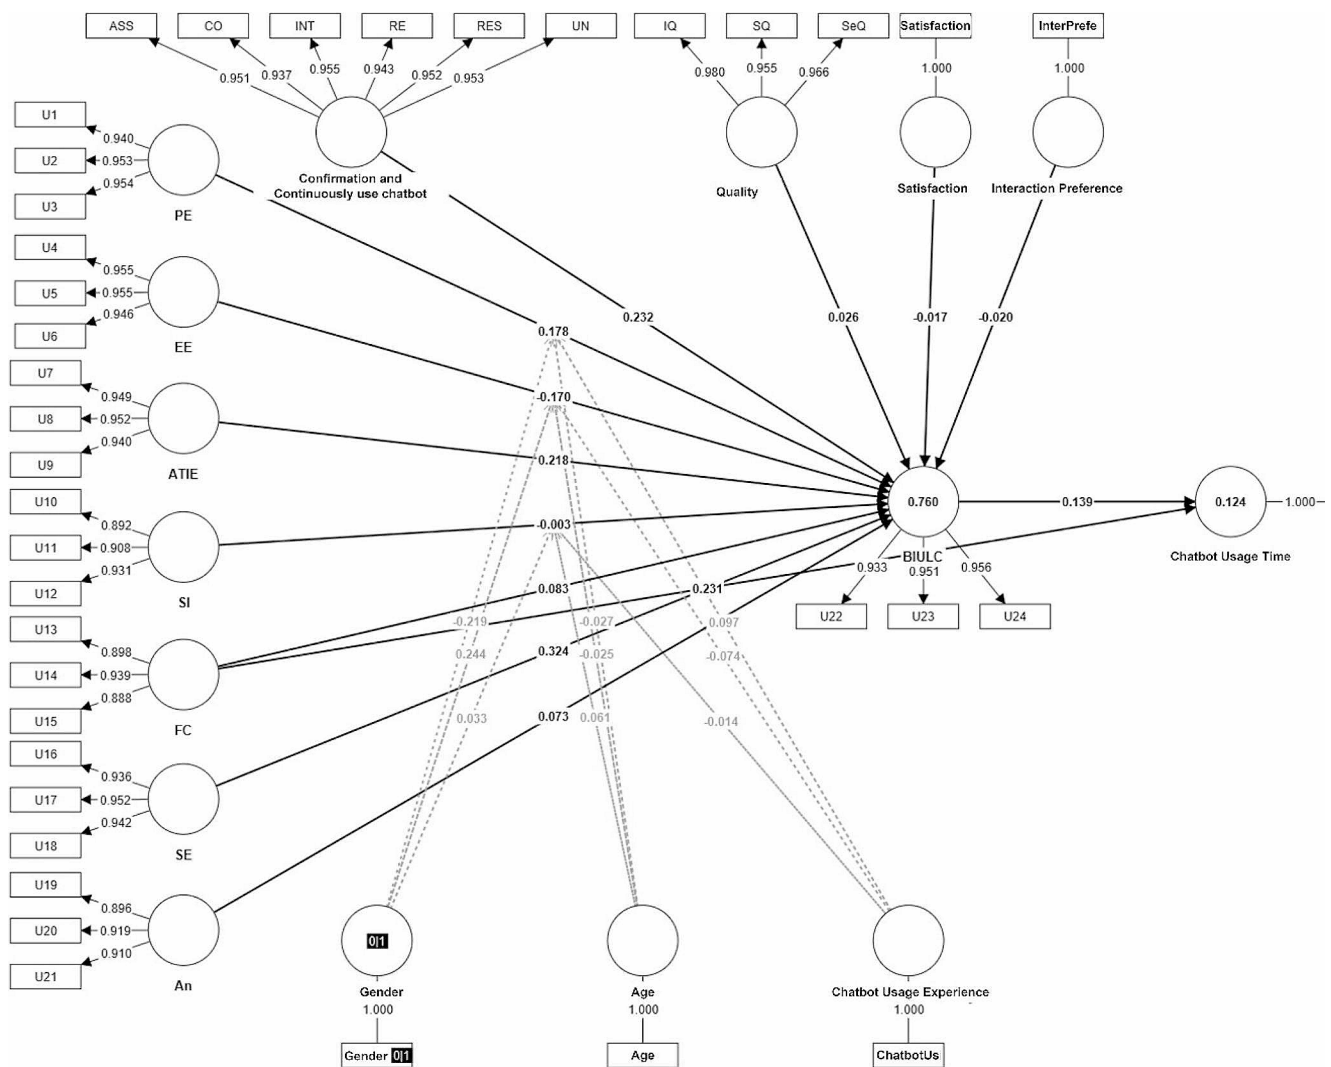 ASS CO INT RE RES UN IQ SQ SeQ Satisfaction InterPrefe
0.951 0.937 0.955 0.943 0.952 0.953 0.980 0.955 0.966 1.000 1.000
U1
0.940
U2 0.953
0.954
U3
PE
Confirmation and
Continuously use chatbot
Quality
Satisfaction
Interaction Preference
U4
0.955
U5 0.955
0.946
U6
EE
0.232 0.026 -0.017 -0.020
0.178
U7
0.949
U8 0.952
0.940
U9
ATIE
-0.170
0.218
U10
0.892
U11 0.908
0.931
U12
SI
-0.003
0.760 0.139 0.124 1.000
BIULC
Chatbot Usage Time
0.933 0.951 0.956
U22 U23 U24
0.083 0.231
U13
0.898
U14 0.939
0.888
U15
FC
-0.219 -0.027 0.097
0.244 0.324 -0.025 -0.074
0.033 0.073 0.061 -0.014
U16
0.936
U17 0.952
0.942
U18
SE
U19
0.896
U20 0.919
0.910
U21
An
0|1
Gender Age Chatbot Usage Experience
1.000 1.000 1.000
Gender 0|1 Age ChatbotUs